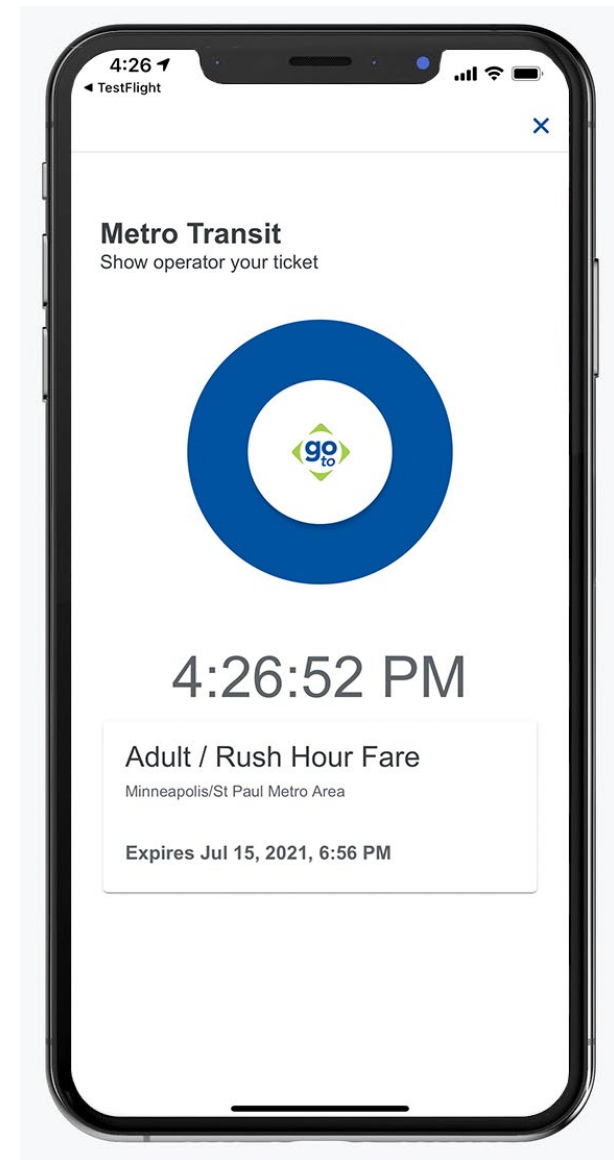 4:26
◀ TestFlight
×
Metro Transit
Show operator your ticket
go
to
4:26:52 PM
Adult / Rush Hour Fare
Minneapolis/St Paul Metro Area
Expires Jul 15, 2021, 6:56 PM